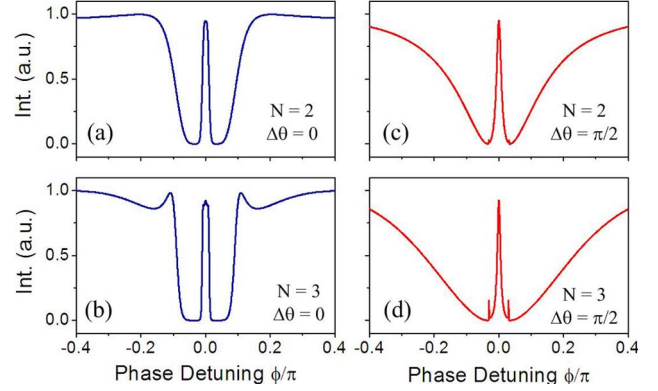 1.0
0.5
0.0
Int. (a.u.)
(a)
N = 2
Δθ = 0
(c)
N = 2
Δθ = π/2
1.0
0.5
0.0
Int. (a.u.)
(b)
N = 3
Δθ = 0
(d)
N = 3
Δθ = π/2
-0.4 -0.2 0.0 0.2 0.4
-0.4 -0.2 0.0 0.2 0.4
Phase Detuning ϕ/π
Phase Detuning ϕ/π